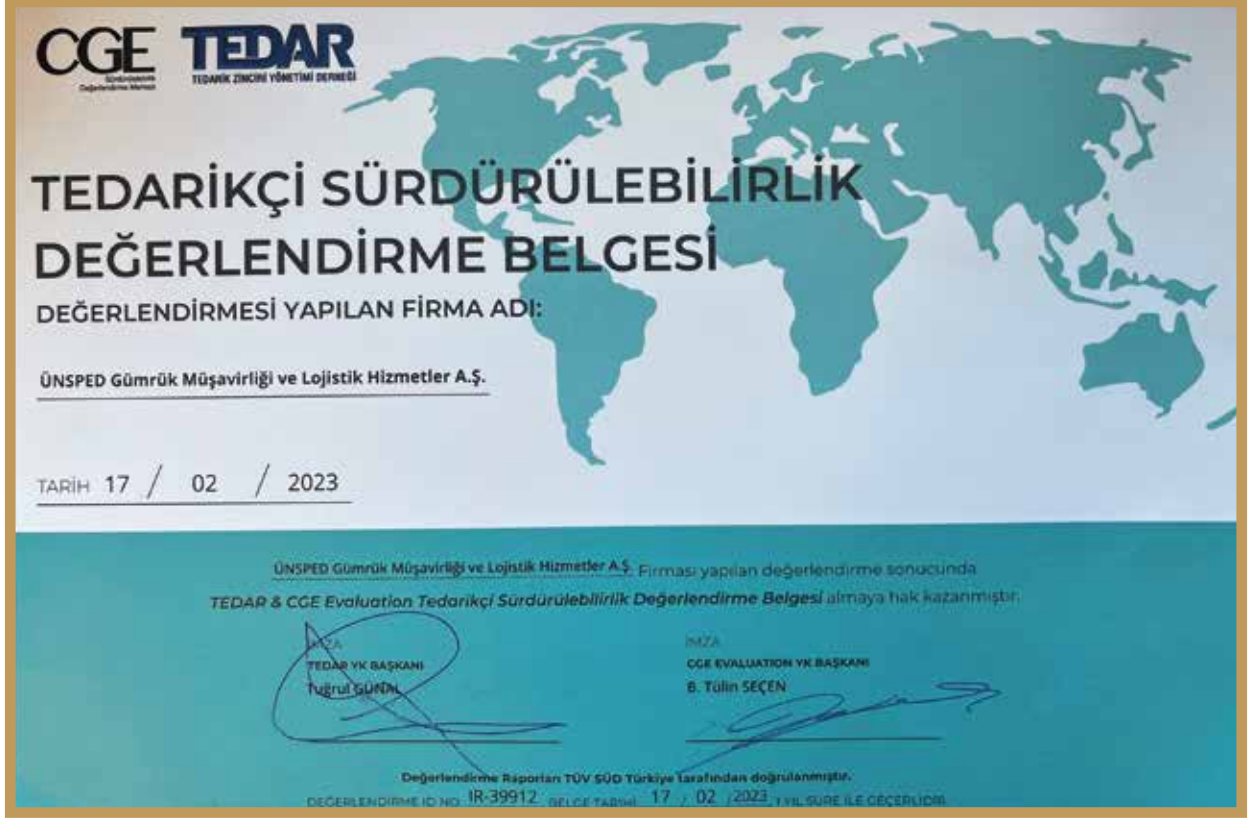 CGE
Sürdürülebilirlik
Değerlendirme Merkezi
TEDAR
TEDARİK ZİNCİRİ YÖNETİMİ DERNEĞİ
TEDARİKÇİ SÜRDÜRÜLEBİLİRLİK
DEĞERLENDİRME BELGESİ
DEĞERLENDİRMESİ YAPILAN FİRMA ADI:
ÜNSPED Gümrük Müşavirliği ve Lojistik Hizmetler A.Ş.
TARİH 17 / 02 / 2023
ÜNSPED Gümrük Müşavirliği ve Lojistik Hizmetler A.Ş. Firması yapılan değerlendirme sonucunda
TEDAR & CGE Evaluation Tedarikçi Sürdürülebilirlik Değerlendirme Belgesi almaya hak kazanmıştır.
İMZA
TEDAR YK BAŞKANI
Tuğrul GÜNAL
İMZA
CGE EVALUATION YK BAŞKANI
B. Tülin SEÇEN
Değerlendirme Raporları TÜV SÜD Türkiye tarafından doğrulanmıştır.
DEĞERLENDİRME ID NO IR-39912 BELGE TARİHİ 17 / 02 / 2023 1 YIL SÜRE İLE GEÇERLİDİR